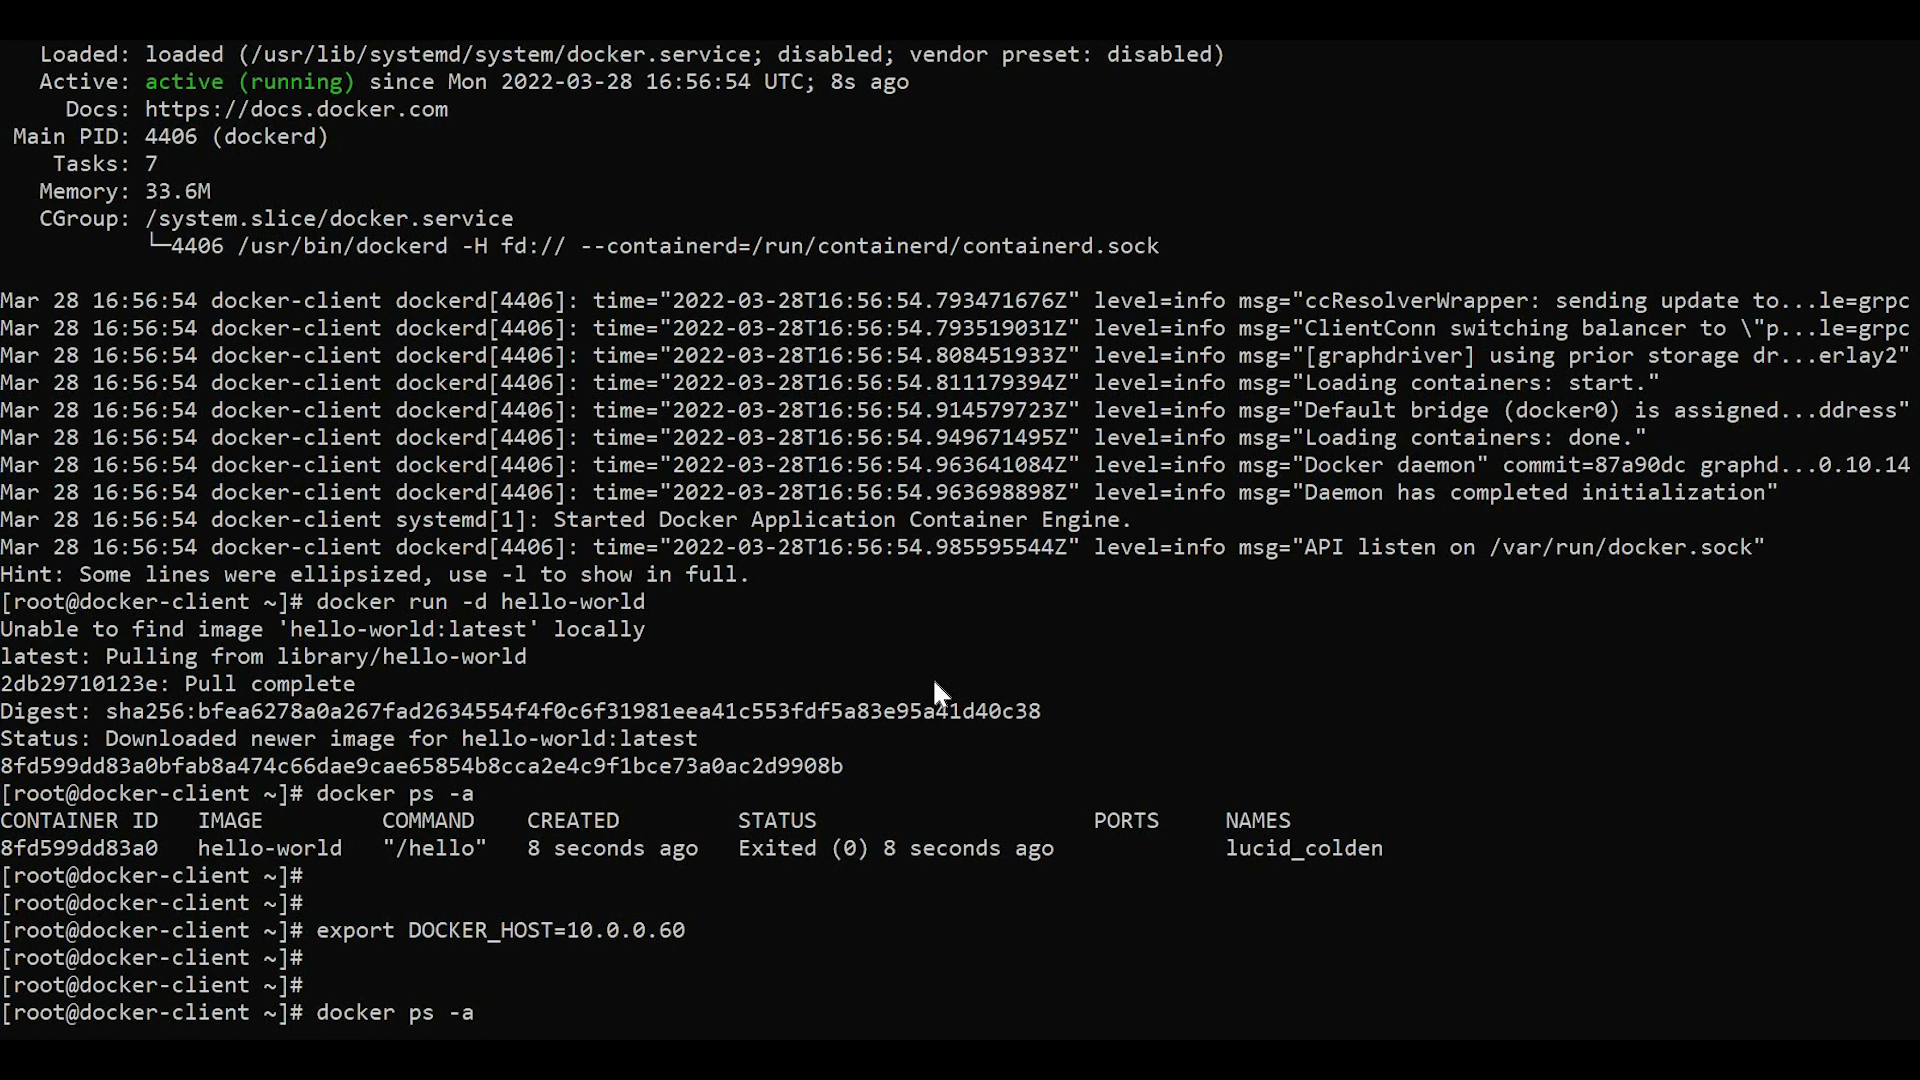 Loaded: loaded (/usr/lib/systemd/system/docker.service; disabled; vendor preset: disabled)
Active: active (running) since Mon 2022-03-28 16:56:54 UTC; 8s ago
Docs: https://docs.docker.com
Main PID: 4406 (dockerd)
Tasks: 7
Memory: 33.6M
CGroup: /system.slice/docker.service
└─4406 /usr/bin/dockerd -H fd:// --containerd=/run/containerd/containerd.sock
Mar 28 16:56:54 docker-client dockerd[4406]: time="2022-03-28T16:56:54.793471676Z" level=info msg="ccResolverWrapper: sending update to...le=grpc
Mar 28 16:56:54 docker-client dockerd[4406]: time="2022-03-28T16:56:54.793519031Z" level=info msg="ClientConn switching balancer to \"p...le=grpc
Mar 28 16:56:54 docker-client dockerd[4406]: time="2022-03-28T16:56:54.808451933Z" level=info msg="[graphdriver] using prior storage dr...erlay2"
Mar 28 16:56:54 docker-client dockerd[4406]: time="2022-03-28T16:56:54.811179394Z" level=info msg="Loading containers: start."
Mar 28 16:56:54 docker-client dockerd[4406]: time="2022-03-28T16:56:54.914579723Z" level=info msg="Default bridge (docker0) is assigned...ddress"
Mar 28 16:56:54 docker-client dockerd[4406]: time="2022-03-28T16:56:54.949671495Z" level=info msg="Loading containers: done."
Mar 28 16:56:54 docker-client dockerd[4406]: time="2022-03-28T16:56:54.963641084Z" level=info msg="Docker daemon" commit=87a90dc graphd...0.10.14
Mar 28 16:56:54 docker-client dockerd[4406]: time="2022-03-28T16:56:54.963698898Z" level=info msg="Daemon has completed initialization"
Mar 28 16:56:54 docker-client systemd[1]: Started Docker Application Container Engine.
Mar 28 16:56:54 docker-client dockerd[4406]: time="2022-03-28T16:56:54.985595544Z" level=info msg="API listen on /var/run/docker.sock"
Hint: Some lines were ellipsized, use -l to show in full.
[root@docker-client ~]# docker run -d hello-world
Unable to find image 'hello-world:latest' locally
latest: Pulling from library/hello-world
2db29710123e: Pull complete
Digest: sha256:bfea6278a0a267fad2634554f4f0c6f31981eea41c553fdf5a83e95a41d40c38
Status: Downloaded newer image for hello-world:latest
8fd599dd83a0bfab8a474c66dae9cae65854b8cca2e4c9f1bce73a0ac2d9908b
[root@docker-client ~]# docker ps -a
CONTAINER ID   IMAGE         COMMAND    CREATED         STATUS                     PORTS     NAMES
8fd599dd83a0   hello-world   "/hello"   8 seconds ago   Exited (0) 8 seconds ago             lucid_colden
[root@docker-client ~]#
[root@docker-client ~]#
[root@docker-client ~]# export DOCKER_HOST=10.0.0.60
[root@docker-client ~]#
[root@docker-client ~]#
[root@docker-client ~]# docker ps -a